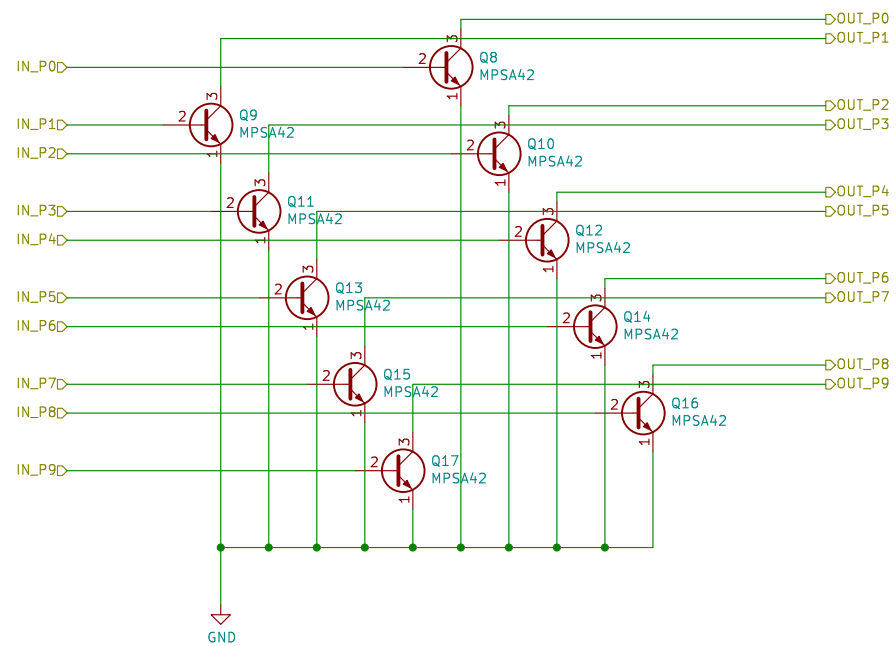 OUT_P0
OUT_P1
IN_P0
2
3
1
Q8
MPSA42
OUT_P2
OUT_P3
IN_P1
2
3
1
Q9
MPSA42
IN_P2
2
3
1
Q10
MPSA42
OUT_P4
OUT_P5
IN_P3
2
3
1
Q11
MPSA42
IN_P4
2
3
1
Q12
MPSA42
OUT_P6
OUT_P7
IN_P5
2
3
1
Q13
MPSA42
IN_P6
2
3
1
Q14
MPSA42
OUT_P8
OUT_P9
IN_P7
2
3
1
Q15
MPSA42
IN_P8
2
3
1
Q16
MPSA42
IN_P9
2
3
1
Q17
MPSA42
GND